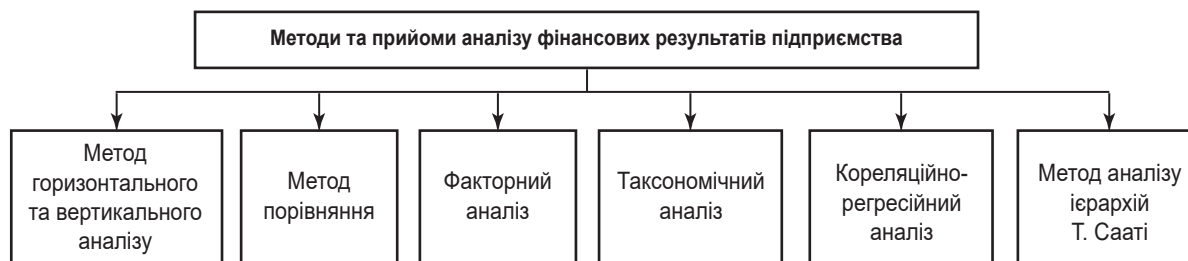 Методи та прийоми аналізу фінансових результатів підприємства
Метод
горизонтального
та вертикального
аналізу
Метод
порівняння
Факторний
аналіз
Таксономічний
аналіз
Кореляційно-
регресійний
аналіз
Метод аналізу
ієрархій
Т. Сааті